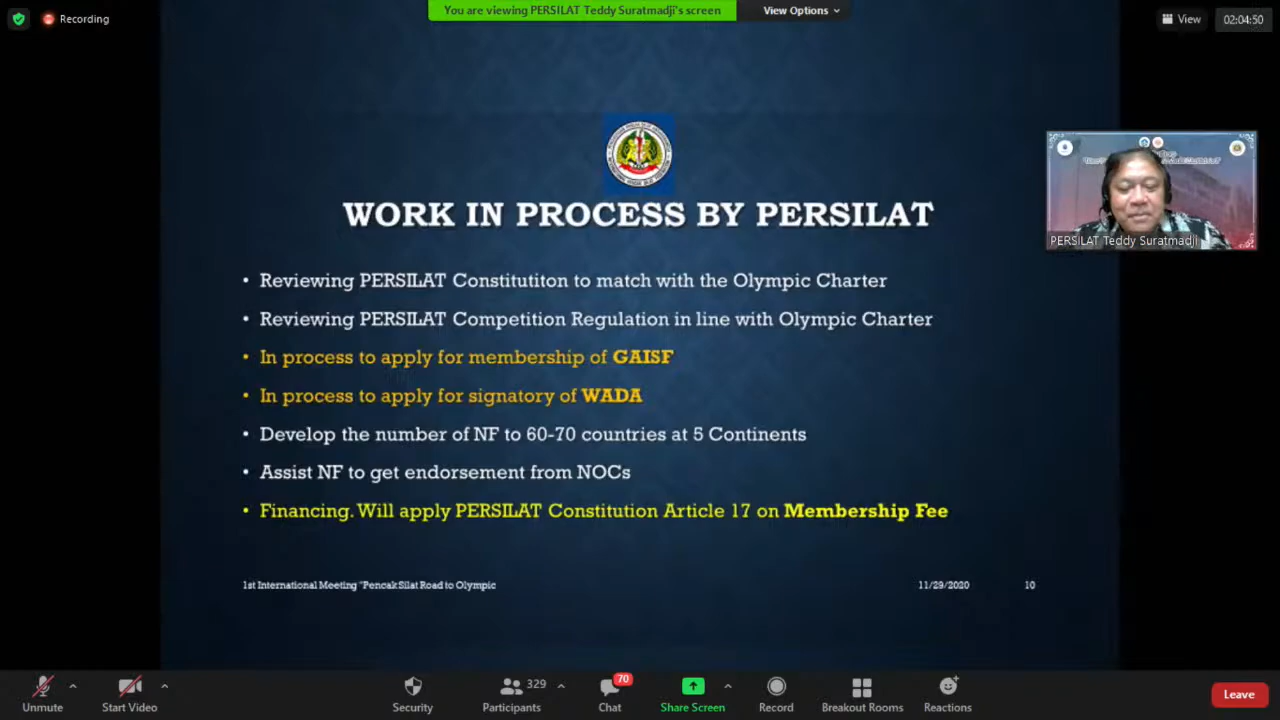 Recording
You are viewing PERSILAT Teddy Suratmadji's screen
View Options
View
02:04:50
WORK IN PROCESS BY PERSILAT
PERSILAT Teddy Suratmadji
• Reviewing PERSILAT Constitutiton to match with the Olympic Charter
• Reviewing PERSILAT Competition Regulation in line with Olympic Charter
• In process to apply for membership of GAISF
• In process to apply for signatory of WADA
• Develop the number of NF to 60-70 countries at 5 Continents
• Assist NF to get endorsement from NOCs
• Financing. Will apply PERSILAT Constitution Article 17 on Membership Fee
1st International Meeting "Pencak Silat Road to Olympic
11/29/2020
10
329
70
Unmute
Start Video
Security
Participants
Chat
Share Screen
Record
Breakout Rooms
Reactions
Leave